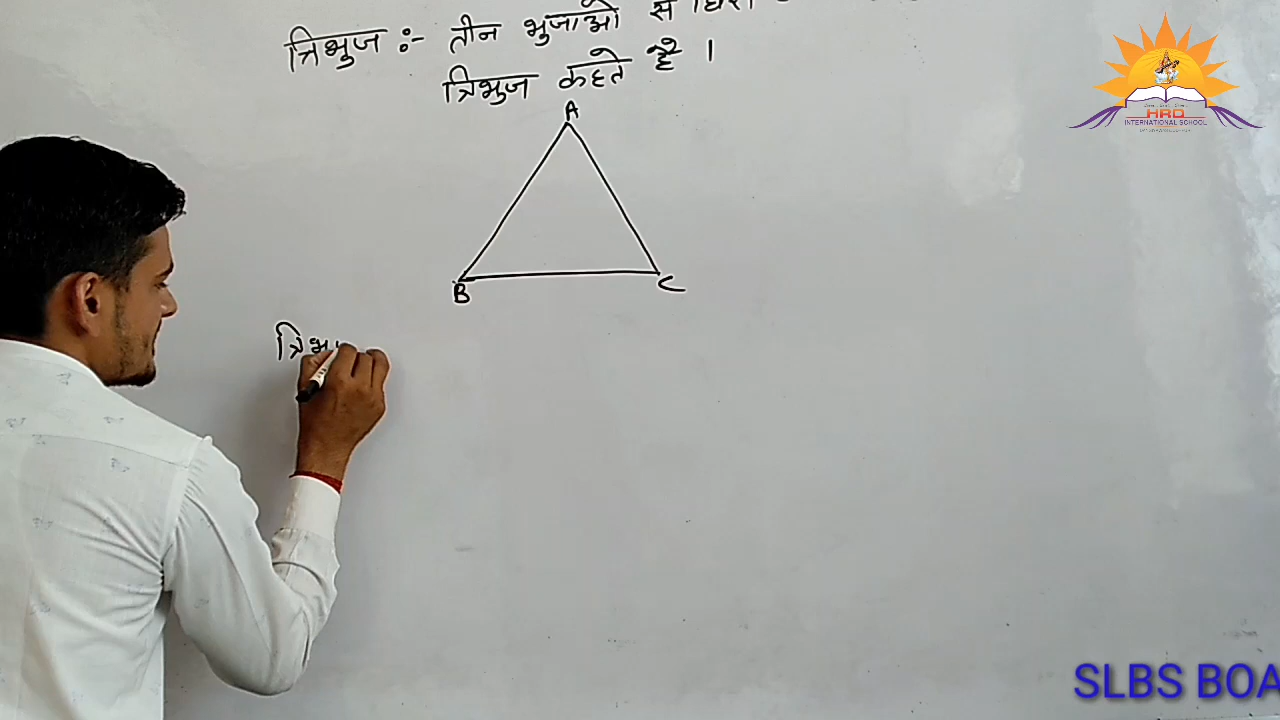 त्रिभुज :- तीन भुजाओ से
त्रिभुज कहते है ।
A
B
C
HRD
INTERNATIONAL SCHOOL
SLBS BOA